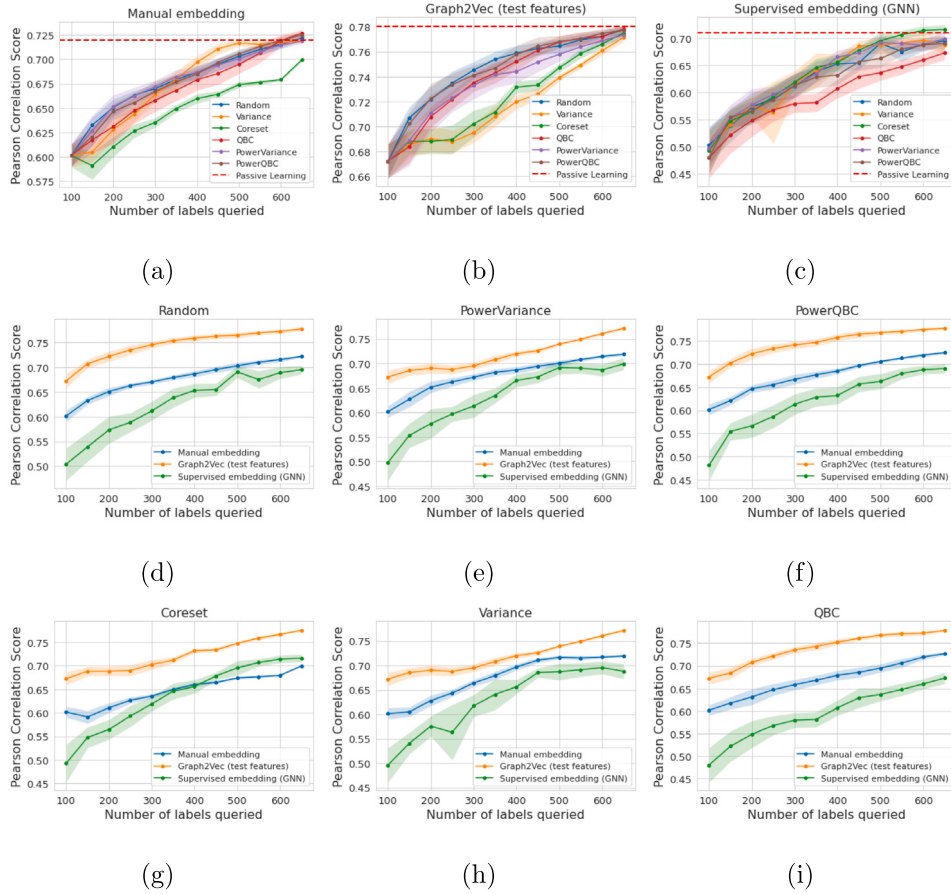 Manual embedding
Pearson Correlation Score
0.725
0.700
0.675
0.650
0.625
0.600
0.575
Random
Variance
Coreset
QBC
PowerVariance
PowerQBC
Passive Learning
100 200 300 400 500 600
Number of labels queried
(a)
Graph2Vec (test features)
Pearson Correlation Score
0.78
0.76
0.74
0.72
0.70
0.68
0.66
Random
Variance
Coreset
QBC
PowerVariance
PowerQBC
Passive Learning
100 200 300 400 500 600
Number of labels queried
(b)
Supervised embedding (GNN)
Pearson Correlation Score
0.70
0.65
0.60
0.55
0.50
0.45
Random
Variance
Coreset
QBC
PowerVariance
PowerQBC
Passive Learning
100 200 300 400 500 600
Number of labels queried
(c)
Random
Pearson Correlation Score
0.75
0.70
0.65
0.60
0.55
0.50
Manual embedding
Graph2Vec (test features)
Supervised embedding (GNN)
100 200 300 400 500 600
Number of labels queried
(d)
PowerVariance
Pearson Correlation Score
0.75
0.70
0.65
0.60
0.55
0.50
0.45
Manual embedding
Graph2Vec (test features)
Supervised embedding (GNN)
100 200 300 400 500 600
Number of labels queried
(e)
PowerQBC
Pearson Correlation Score
0.75
0.70
0.65
0.60
0.55
0.50
0.45
Manual embedding
Graph2Vec (test features)
Supervised embedding (GNN)
100 200 300 400 500 600
Number of labels queried
(f)
Coreset
Pearson Correlation Score
0.75
0.70
0.65
0.60
0.55
0.50
0.45
Manual embedding
Graph2Vec (test features)
Supervised embedding (GNN)
100 200 300 400 500 600
Number of labels queried
(g)
Variance
Pearson Correlation Score
0.75
0.70
0.65
0.60
0.55
0.50
0.45
Manual embedding
Graph2Vec (test features)
Supervised embedding (GNN)
100 200 300 400 500 600
Number of labels queried
(h)
QBC
Pearson Correlation Score
0.75
0.70
0.65
0.60
0.55
0.50
0.45
Manual embedding
Graph2Vec (test features)
Supervised embedding (GNN)
100 200 300 400 500 600
Number of labels queried
(i)